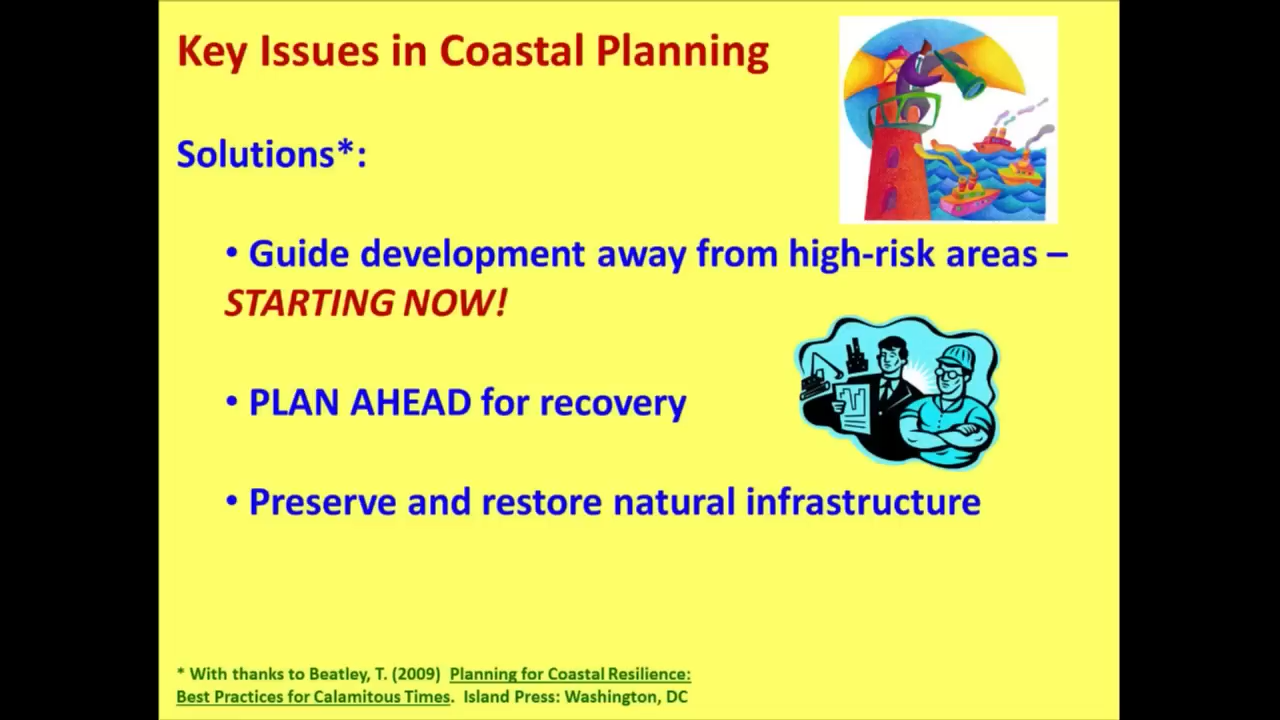 Key Issues in Coastal Planning
Solutions*:
• Guide development away from high-risk areas –
STARTING NOW!
• PLAN AHEAD for recovery
• Preserve and restore natural infrastructure
* With thanks to Beatley, T. (2009)  Planning for Coastal Resilience:
Best Practices for Calamitous Times.  Island Press: Washington, DC